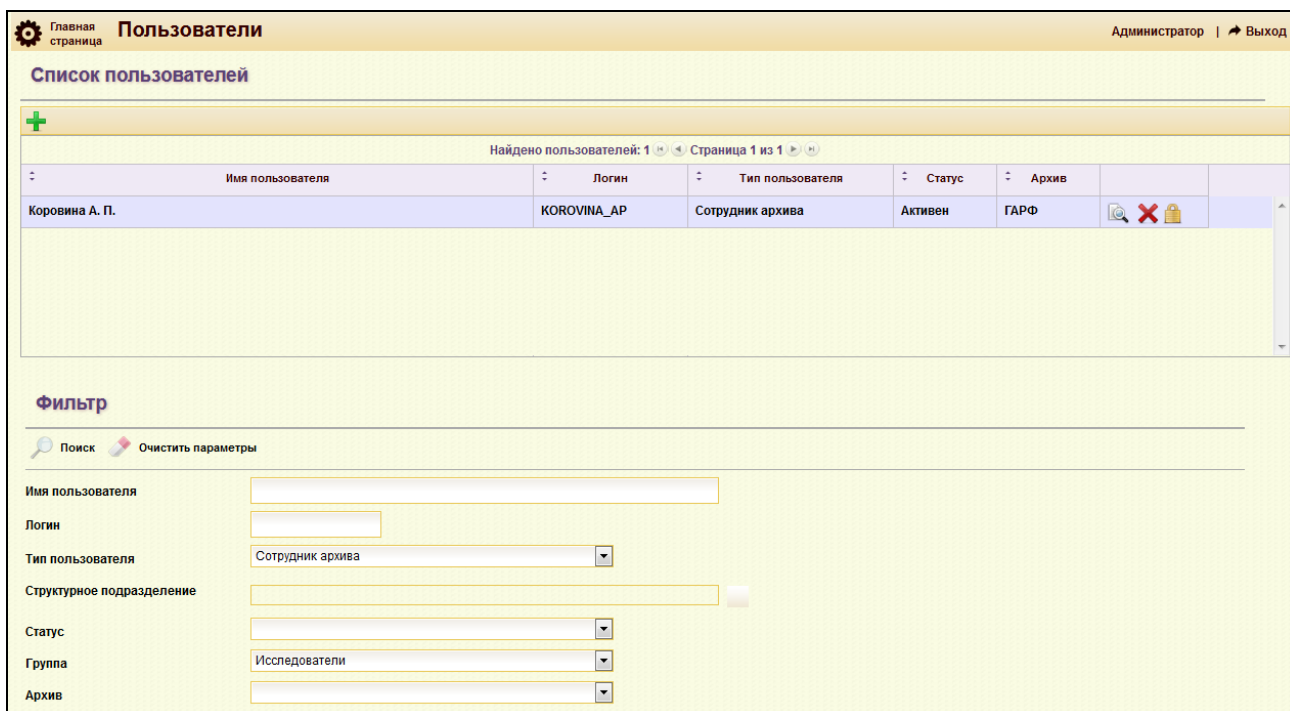 Главная страница Пользователи Администратор | Выход
Список пользователей
Найдено пользователей: 1 Страница 1 из 1
Имя пользователя Логин Тип пользователя Статус Архив
Коровина А. П. KOROVINA_AP Сотрудник архива Активен ГАРФ
Фильтр
Поиск Очистить параметры
Имя пользователя
Логин
Тип пользователя Сотрудник архива
Структурное подразделение
Статус
Группа Исследователи
Архив